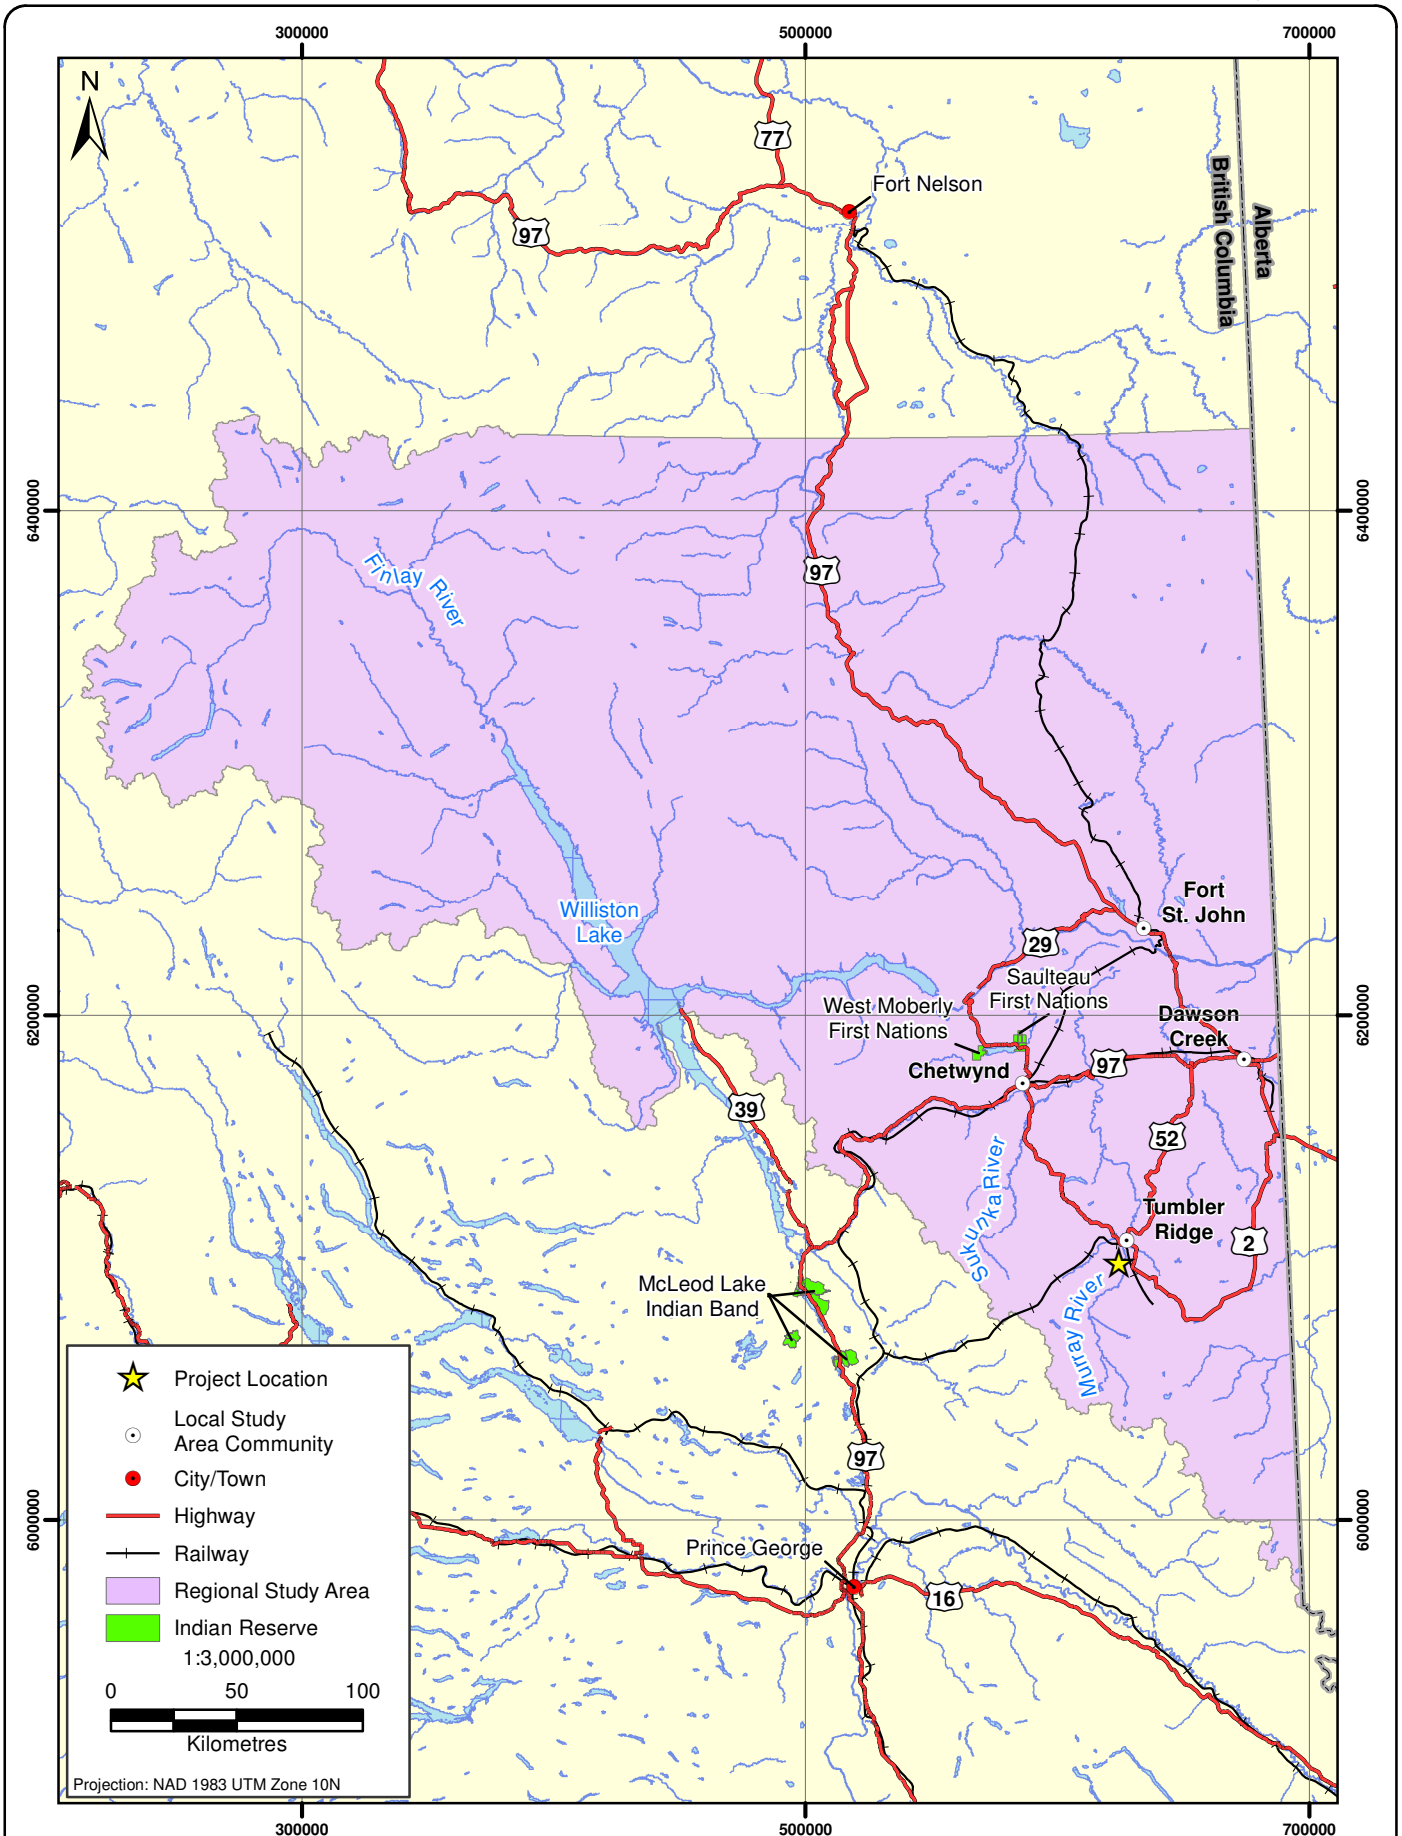 300000
500000
700000
N
77
Fort Nelson
97
British Columbia
Alberta
6400000
6400000
Finlay River
97
Williston
Lake
Fort
St. John
29
Saulteau
First Nations
West Moberly
First Nations
6200000
6200000
Dawson
Creek
Chetwynd
97
39
52
Sukunka River
Tumbler
Ridge
2
McLeod Lake
Indian Band
Murray River
97
6000000
6000000
Prince George
16
Project Location
Local Study
Area Community
City/Town
Highway
Railway
Regional Study Area
Indian Reserve
1:3,000,000
0 50 100
Kilometres
Projection: NAD 1983 UTM Zone 10N
300000
500000
700000